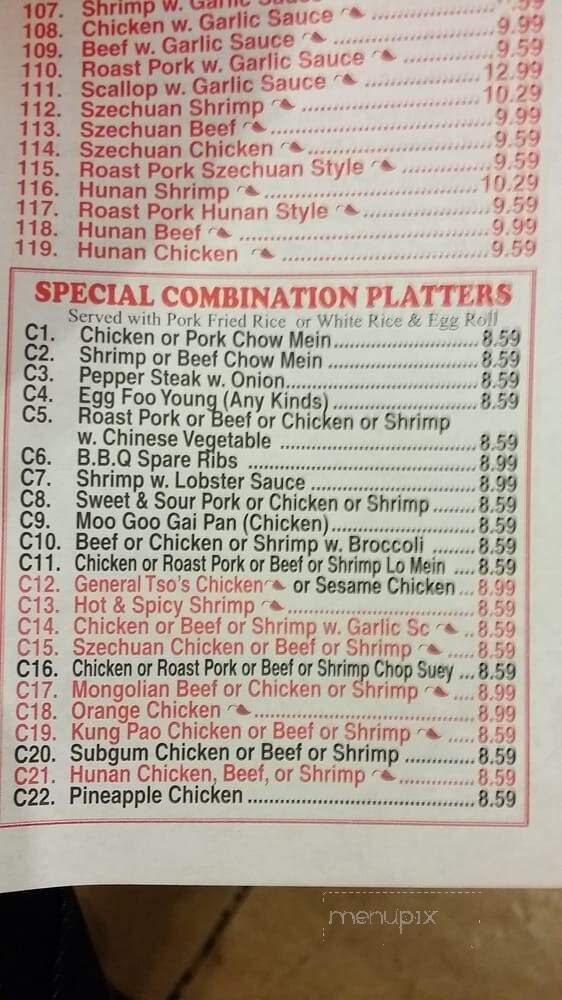 107. Shrimp w. Garlic Sauce
108. Chicken w. Garlic Sauce
109. Beef w. Garlic Sauce ........ 9.99
110. Roast Pork w. Garlic Sauce ........ 9.59
111. Scallop w. Garlic Sauce ........ 12.99
112. Szechuan Shrimp ........ 10.29
113. Szechuan Beef ........ 9.99
114. Szechuan Chicken ........ 9.59
115. Roast Pork Szechuan Style ........ 9.59
116. Hunan Shrimp ........ 10.29
117. Roast Pork Hunan Style ........ 9.59
118. Hunan Beef ........ 9.99
119. Hunan Chicken ........ 9.59
SPECIAL COMBINATION PLATTERS
Served with Pork Fried Rice or White Rice & Egg Roll
C1. Chicken or Pork Chow Mein ........ 8.59
C2. Shrimp or Beef Chow Mein ........ 8.59
C3. Pepper Steak w. Onion ........ 8.59
C4. Egg Foo Young (Any Kinds) ........ 8.59
C5. Roast Pork or Beef or Chicken or Shrimp
w. Chinese Vegetable ........ 8.59
C6. B.B.Q Spare Ribs ........ 8.99
C7. Shrimp w. Lobster Sauce ........ 8.99
C8. Sweet & Sour Pork or Chicken or Shrimp ........ 8.59
C9. Moo Goo Gai Pan (Chicken) ........ 8.59
C10. Beef or Chicken or Shrimp w. Broccoli ........ 8.59
C11. Chicken or Roast Pork or Beef or Shrimp Lo Mein .... 8.59
C12. General Tso's Chicken or Sesame Chicken ... 8.99
C13. Hot & Spicy Shrimp ........ 8.59
C14. Chicken or Beef or Shrimp w. Garlic Sc .. 8.59
C15. Szechuan Chicken or Beef or Shrimp ..... 8.59
C16. Chicken or Roast Pork or Beef or Shrimp Chop Suey ... 8.59
C17. Mongolian Beef or Chicken or Shrimp .... 8.99
C18. Orange Chicken ........ 8.99
C19. Kung Pao Chicken or Beef or Shrimp ..... 8.59
C20. Subgum Chicken or Beef or Shrimp ........ 8.59
C21. Hunan Chicken, Beef, or Shrimp ........ 8.59
C22. Pineapple Chicken ........ 8.59
menupix